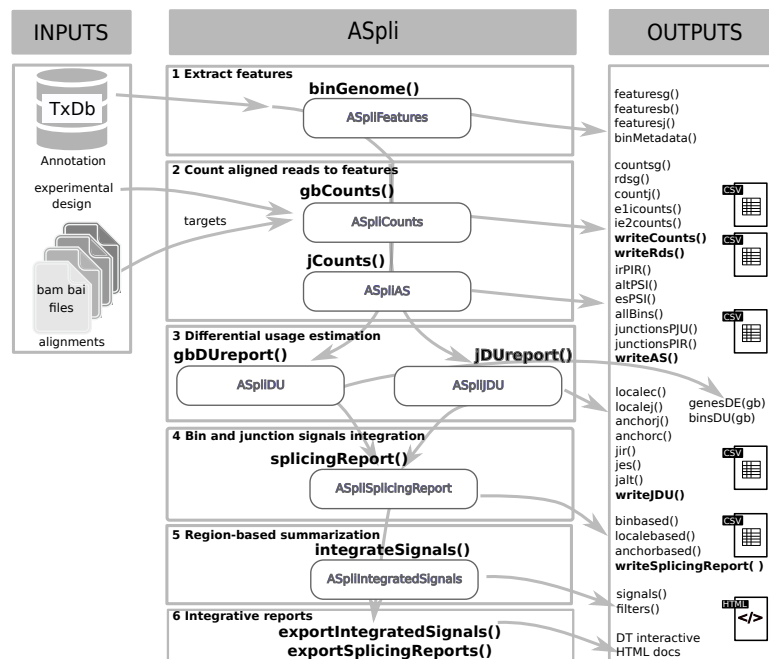 INPUTS
ASpli
OUTPUTS
TxDb
Annotation
experimental
design
targets
bam bai
files
alignments
1 Extract features
binGenome()
ASpliFeatures
2 Count aligned reads to features
gbCounts()
ASpliCounts
jCounts()
ASpliAS
3 Differential usage estimation
gbDUreport()
jDUreport()
ASpliDU
ASpliJDU
4 Bin and junction signals integration
splicingReport()
ASpliSplicingReport
5 Region-based summarization
integrateSignals()
ASpliIntegratedSignals
6 Integrative reports
exportIntegratedSignals()
exportSplicingReports()
featuresg()
featuresb()
featuresj()
binMetadata()
countsg()
rdsg()
countj()
e1icounts()
ie2counts()
writeCounts()
writeRds()
CSV
CSV
irPIR()
altPSI()
esPSI()
allBins()
junctionsPJU()
junctionsPIR()
writeAS()
CSV
localec()
localej()
anchorj()
anchorc()
jir()
jes()
jalt()
writeJDU()
genesDE(gb)
binsDU(gb)
CSV
binbased()
localebased()
anchorbased()
writeSplicingReport( )
CSV
signals()
filters()
HTML
</>
DT interactive
HTML docs